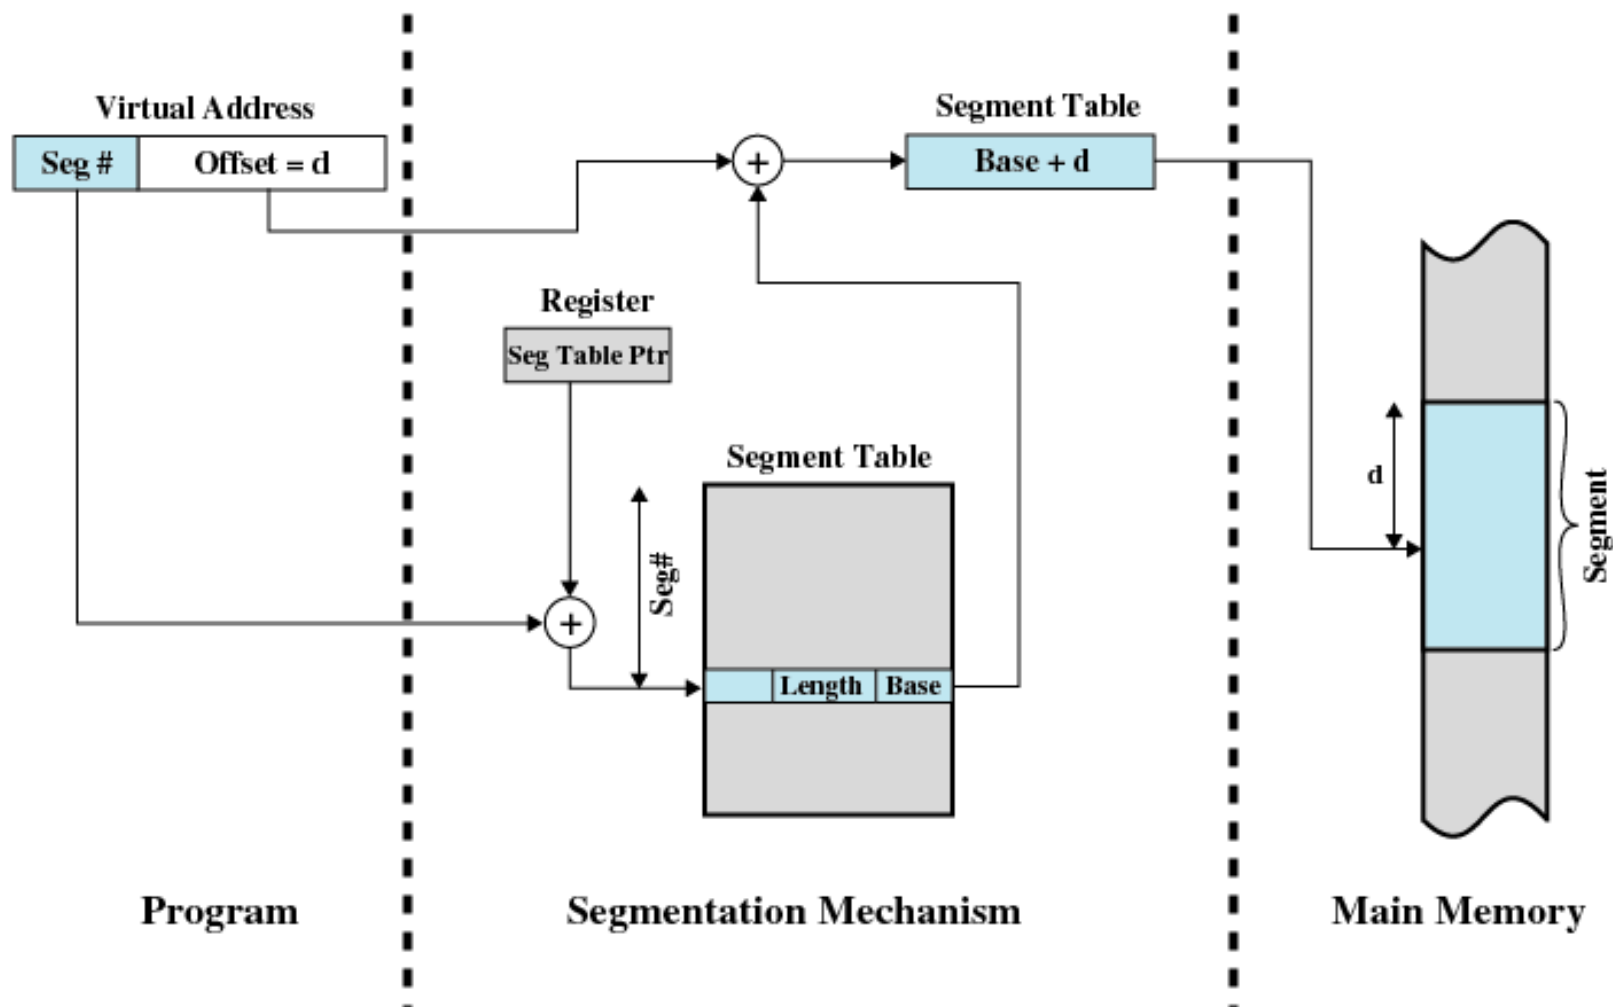 Virtual Address
Seg #
Offset = d
+
Segment Table
Base + d
Register
Seg Table Ptr
Segment Table
Seg#
+
Length
Base
d
Segment
Program
Segmentation Mechanism
Main Memory